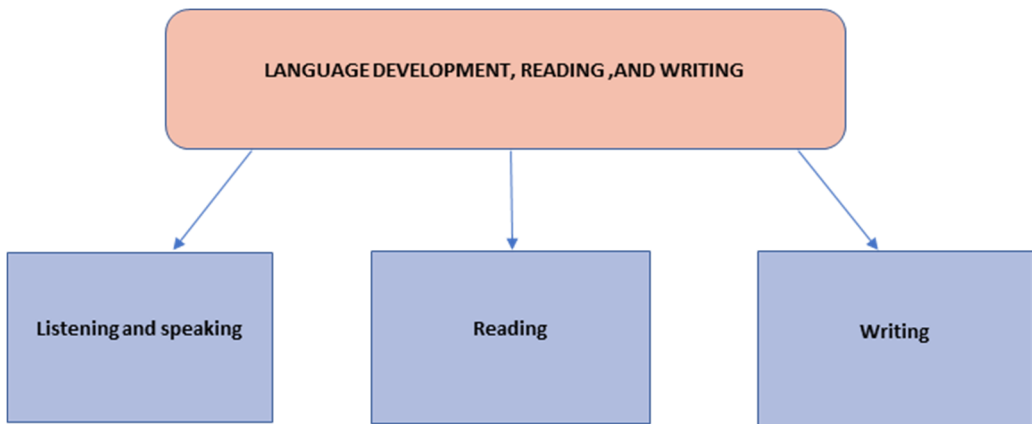 LANGUAGE DEVELOPMENT, READING ,AND WRITING
Listening and speaking
Reading
Writing